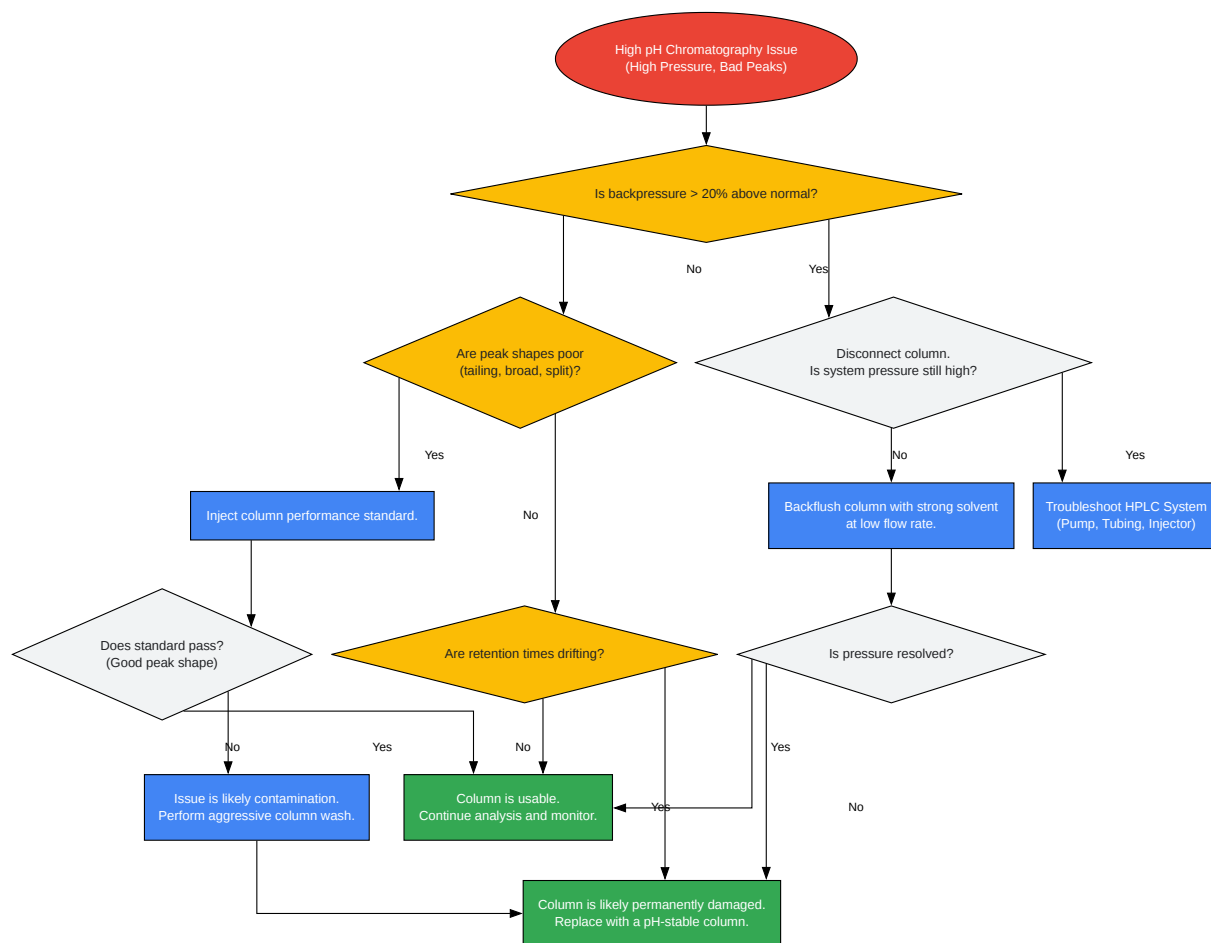 High pH Chromatography Issue
(High Pressure, Bad Peaks)
Is backpressure > 20% above normal?
No
Yes
Are peak shapes poor
(tailing, broad, split)?
Disconnect column.
Is system pressure still high?
Yes
No
Yes
Inject column performance standard.
No
Backflush column with strong solvent
at low flow rate.
Troubleshoot HPLC System
(Pump, Tubing, Injector)
Does standard pass?
(Good peak shape)
Are retention times drifting?
Is pressure resolved?
No
Yes
No
Yes
Issue is likely contamination.
Perform aggressive column wash.
Column is usable.
Continue analysis and monitor.
Yes
No
Column is likely permanently damaged.
Replace with a pH-stable column.